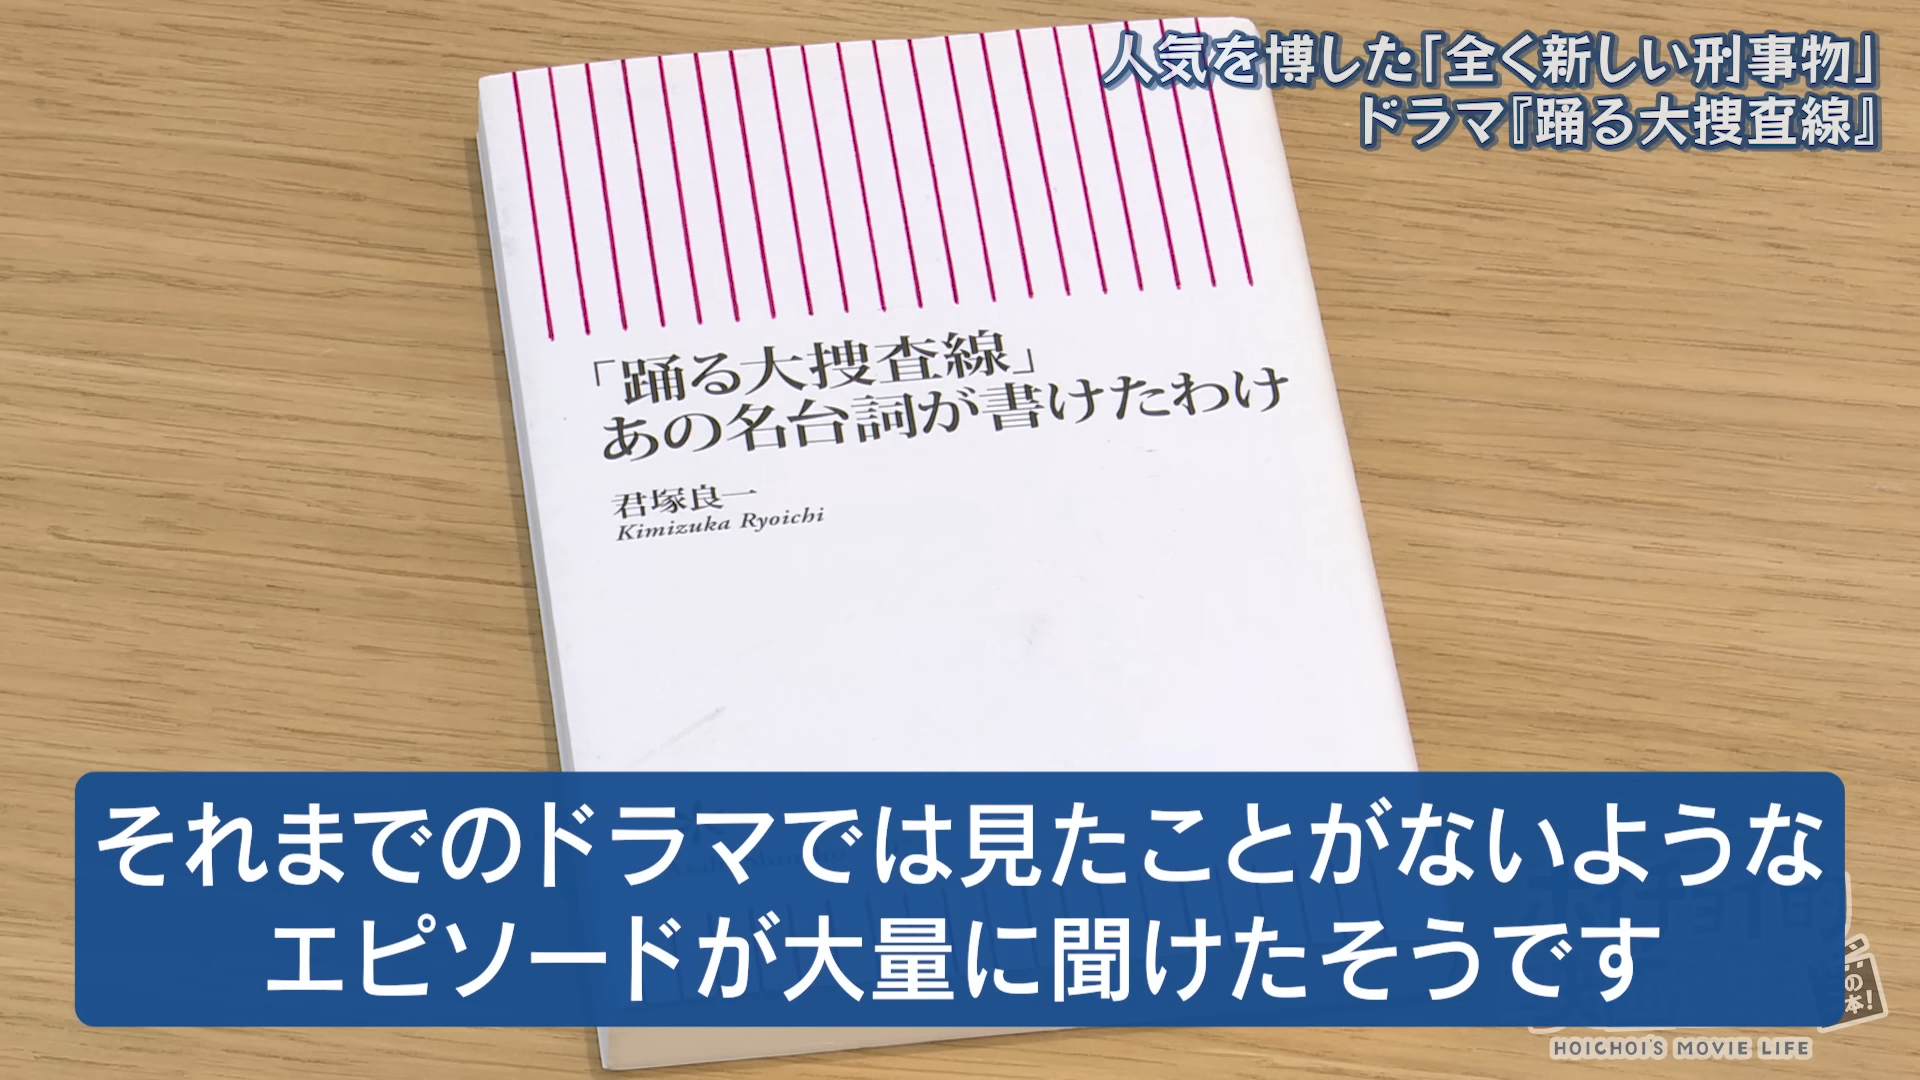 人気を博した「全く新しい刑事物」
ドラマ『踊る大捜査線』
「踊る大捜査線」
あの名台詞が書けたわけ
君塚良一
Kimizuka Ryoichi
それまでのドラマでは見たことがないような
エピソードが大量に聞けたそうです
の
本!
HOICHOI'S MOVIE LIFE